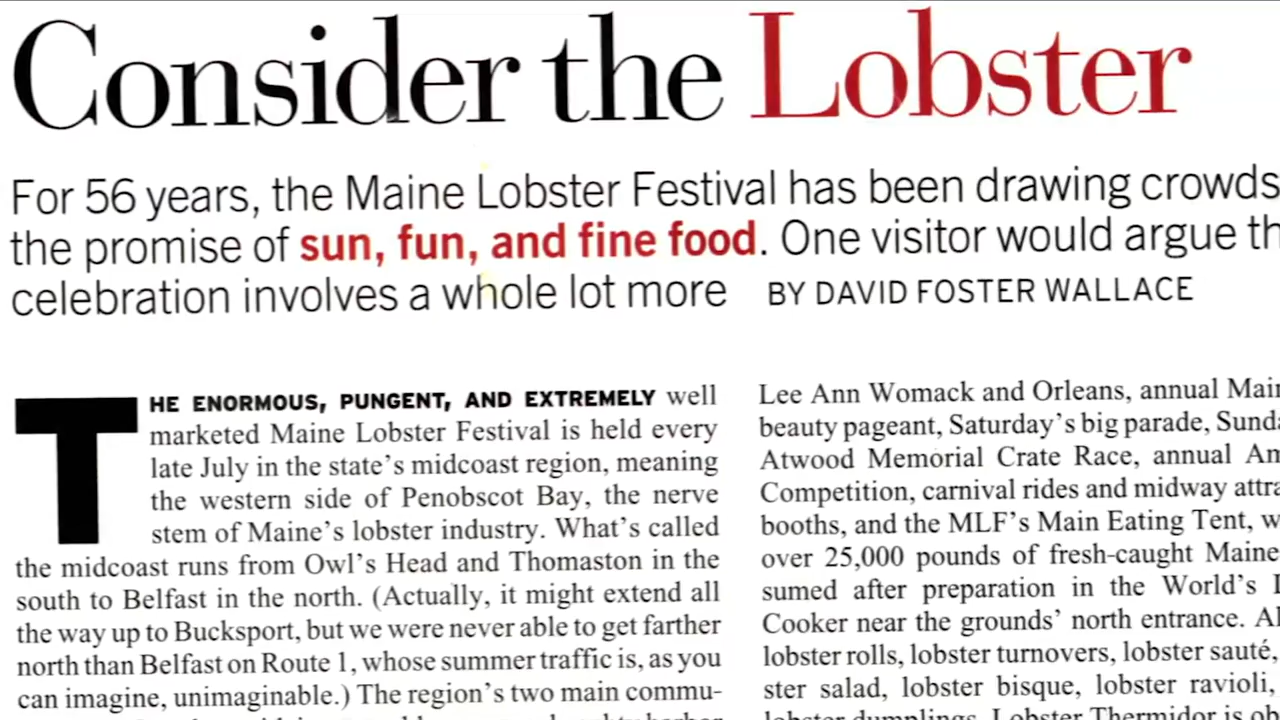 Consider the Lobster
For 56 years, the Maine Lobster Festival has been drawing crowds
the promise of sun, fun, and fine food. One visitor would argue
celebration involves a whole lot more BY DAVID FOSTER WALLACE
THE ENORMOUS, PUNGENT, AND EXTREMELY well
marketed Maine Lobster Festival is held every
late July in the state's midcoast region, meaning
the western side of Penobscot Bay, the nerve
stem of Maine's lobster industry. What's called
the midcoast runs from Owl's Head and Thomaston in the
south to Belfast in the north. (Actually, it might extend all
the way up to Bucksport, but we were never able to get farther
north than Belfast on Route 1, whose summer traffic is, as you
can imagine, unimaginable.) The region's two main commu-
Lee Ann Womack and Orleans, annual
beauty pageant, Saturday's big parade,
Atwood Memorial Crate Race, annual
Competition, carnival rides and midway
booths, and the MLF's Main Eating Tent,
over 25,000 pounds of fresh-caught Maine
sumed after preparation in the World's
Cooker near the grounds' north entrance.
lobster rolls, lobster turnovers, lobster sauté,
ster salad, lobster bisque, lobster ravioli,
lobster dumplings. Lobster Thermidor is